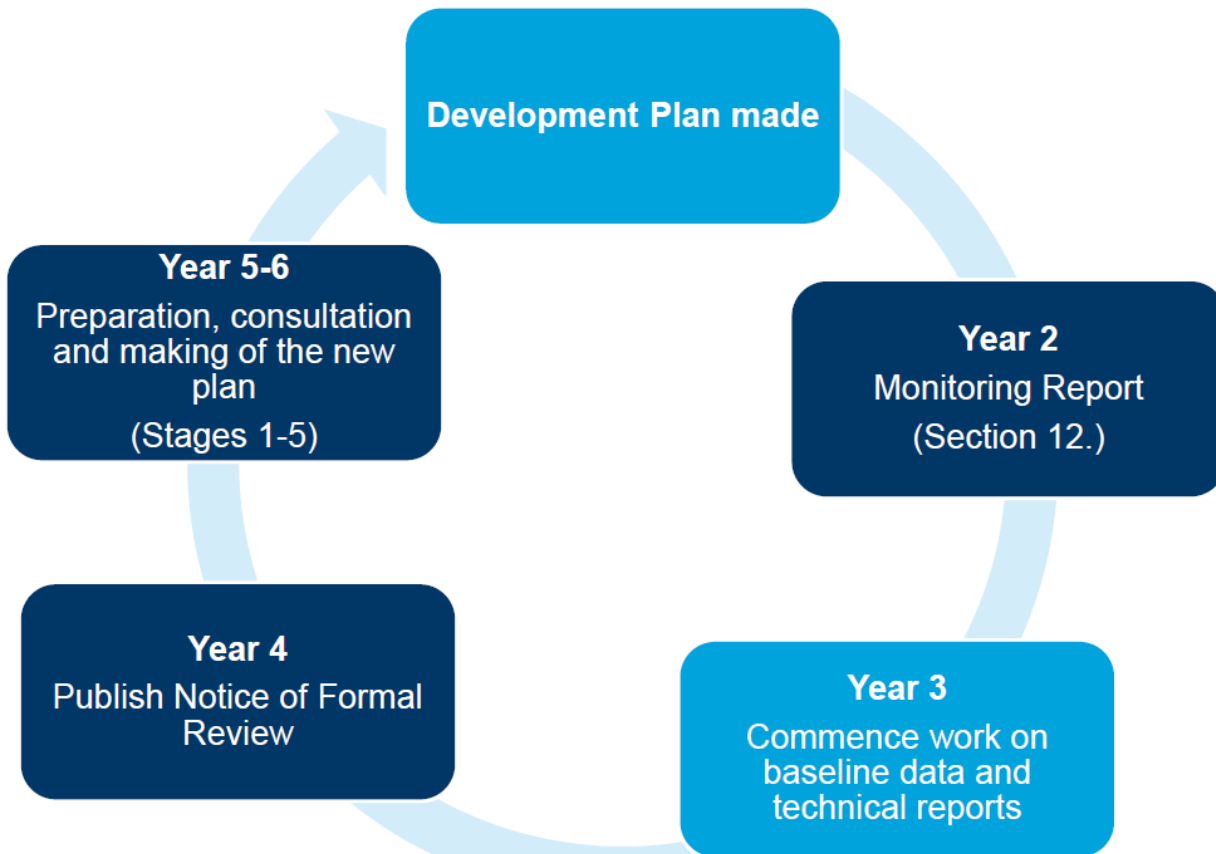 Development Plan made
Year 5-6
Preparation, consultation
and making of the new
plan
(Stages 1-5)
Year 2
Monitoring Report
(Section 12.)
Year 4
Publish Notice of Formal
Review
Year 3
Commence work on
baseline data and
technical reports